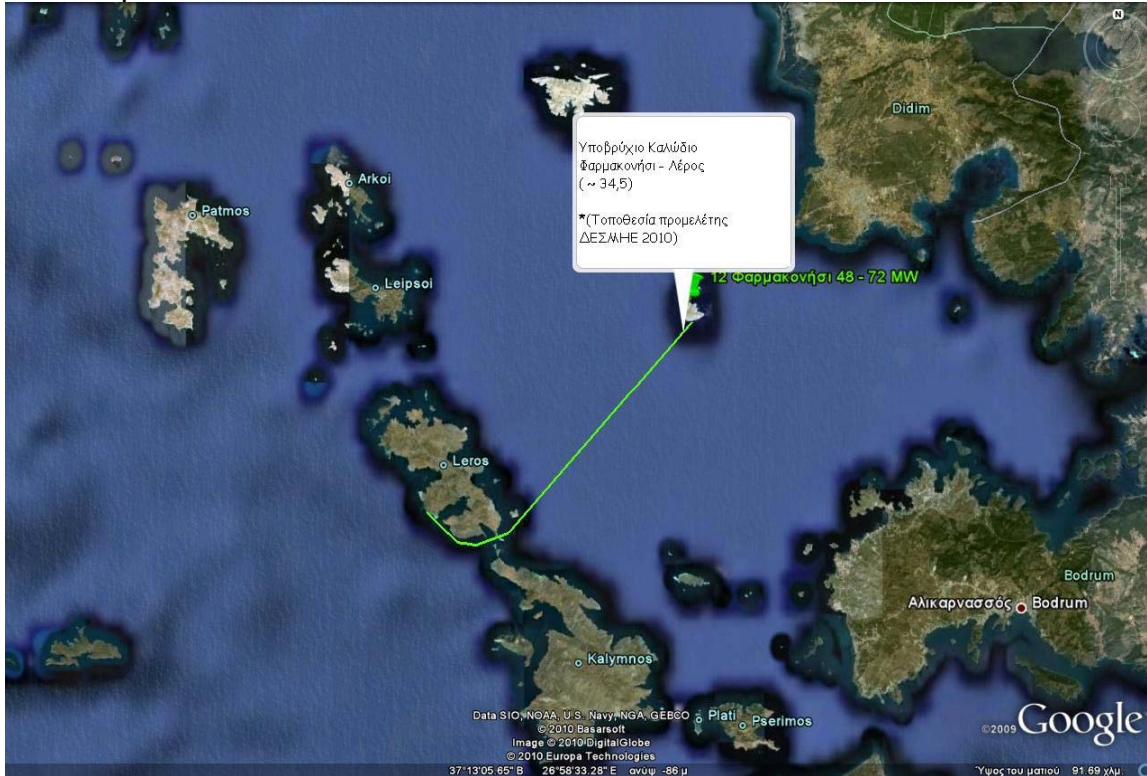 N
Didim
Υποβρύχιο Καλώδιο
Φαρμακονήσι - Λέρος
( ~ 34,5)
*(Τοποθεσία προμελέτης
ΔΕΣΜΗΕ 2010)
Arkoi
Patmos
12 Φαρμακονήσι 48 - 72 MW
Leipsoi
Leros
Bodrum
Αλικαρνασσός Bodrum
Kalymnos
Data SIO, NOAA, U.S. Navy, NGA, GEBCO
Plati
Pserimos
© 2010 Basarsoft
Image © 2010 DigitalGlobe
© 2010 Europa Technologies
©2009 Google
37°13'05.65" Β 26°58'33.28" Ε ανύψ -86 μ Ύψος του ματιού 91.69 χλμ.